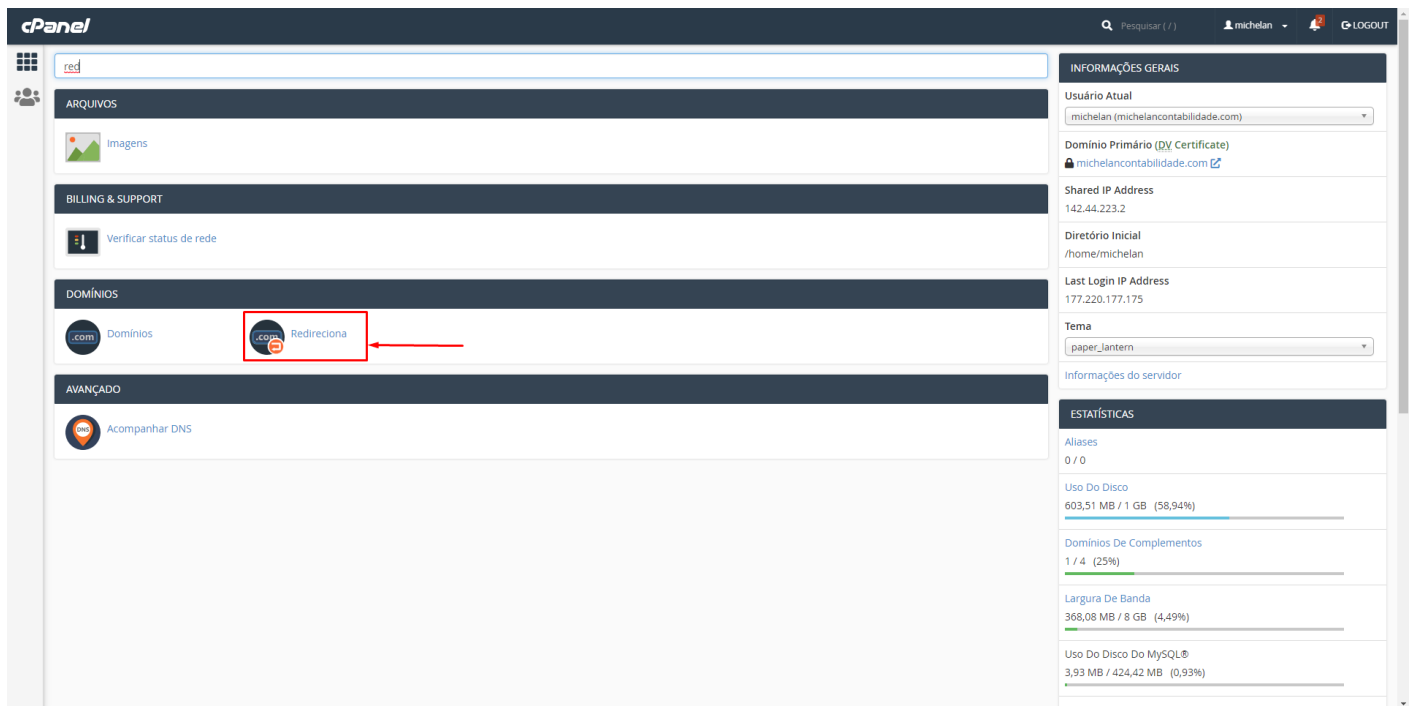 cPanel
Pesquisar ( / )
michelan
2
LOGOUT
red
ARQUIVOS
Imagens
BILLING & SUPPORT
Verificar status de rede
DOMÍNIOS
.com
Domínios
.com
Redireciona
AVANÇADO
DNS
Acompanhar DNS
INFORMAÇÕES GERAIS
Usuário Atual
michelan (michelancontabilidade.com)
Domínio Primário (DV Certificate)
michelancontabilidade.com
Shared IP Address
142.44.223.2
Diretório Inicial
/home/michelan
Last Login IP Address
177.220.177.175
Tema
paper_lantern
Informações do servidor
ESTATÍSTICAS
Aliases
0 / 0
Uso Do Disco
603,51 MB / 1 GB (58,94%)
Domínios De Complementos
1 / 4 (25%)
Largura De Banda
368,08 MB / 8 GB (4,49%)
Uso Do Disco Do MySQL®
3,93 MB / 424,42 MB (0,93%)